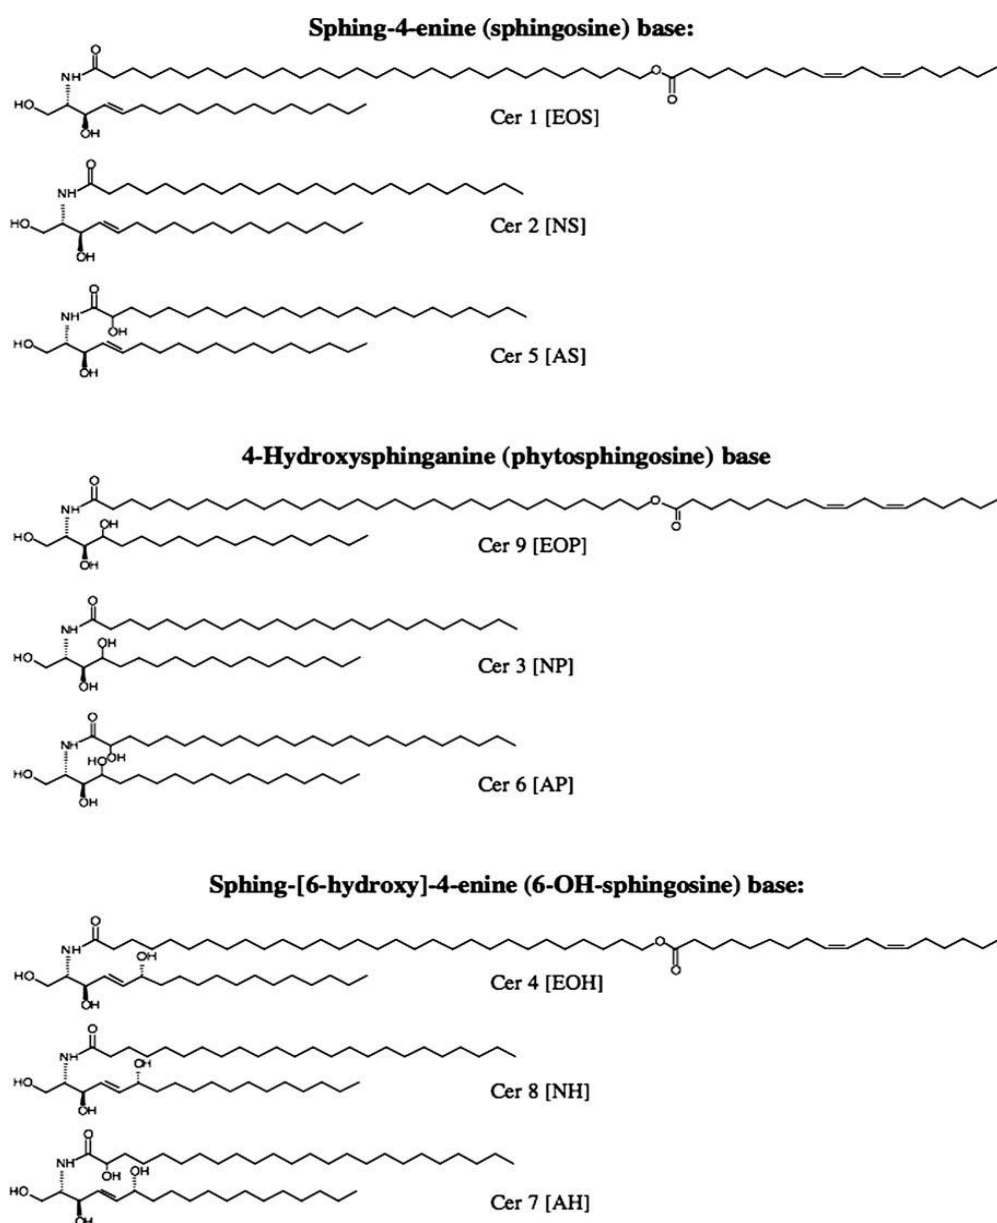 Sphing-4-enine (sphingosine) base:
O
NH
O
O
HO
OH
Cer 1 [EOS]
O
NH
HO
OH
Cer 2 [NS]
O
NH
OH
HO
OH
Cer 5 [AS]
4-Hydroxysphinganine (phytosphingosine) base
O
NH
O
O
OH
HO
OH
Cer 9 [EOP]
O
NH
OH
HO
OH
Cer 3 [NP]
O
NH
HO OH
HO
OH
Cer 6 [AP]
Sphing-[6-hydroxy]-4-enine (6-OH-sphingosine) base:
O
NH
O
O
OH
HO
OH
Cer 4 [EOH]
O
NH
OH
HO
OH
Cer 8 [NH]
O
NH
OH OH
HO
OH
Cer 7 [AH]